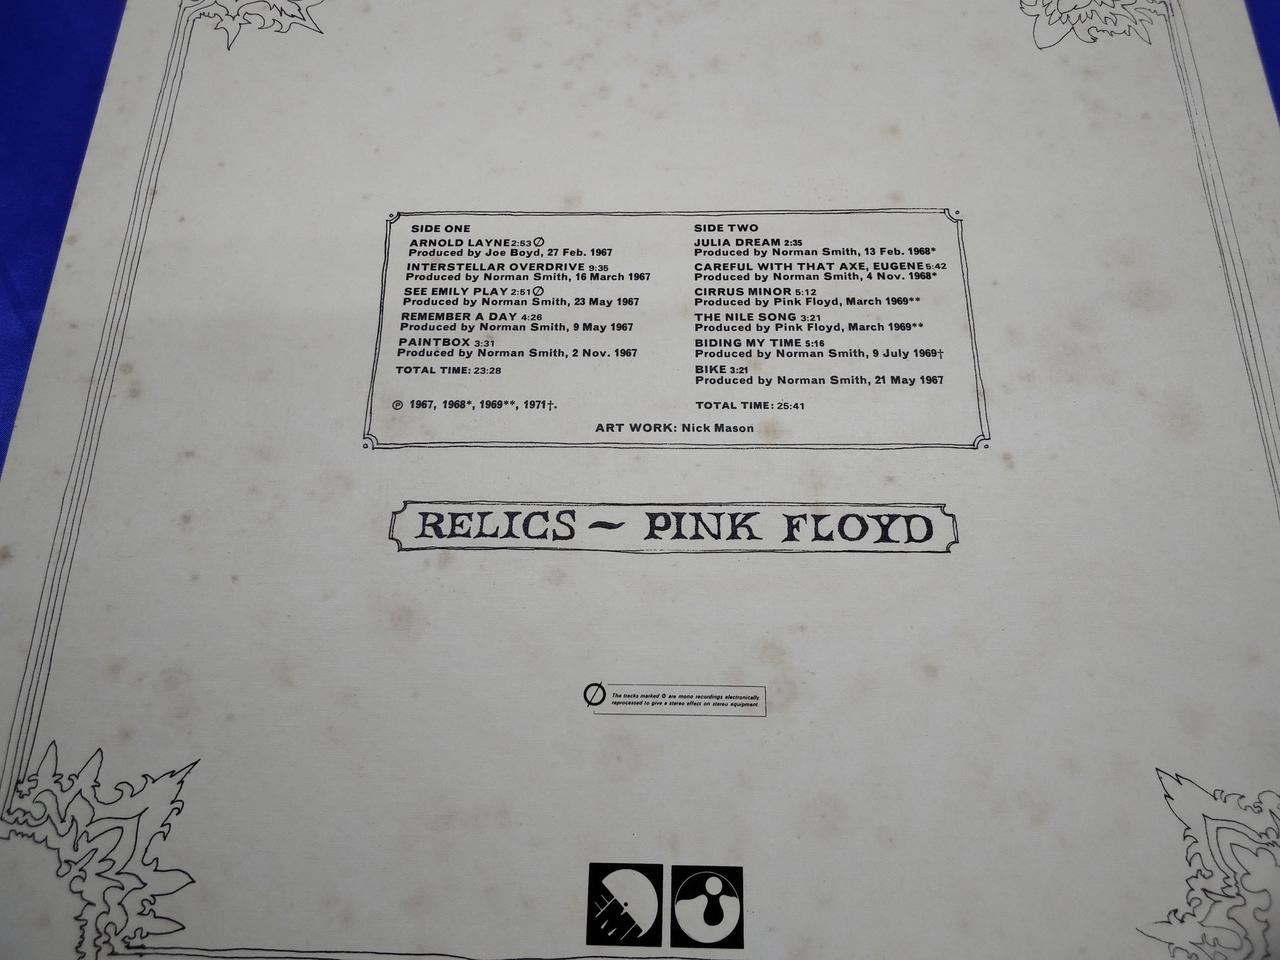 SIDE ONE
ARNOLD LAYNE 2:53 Ø
Produced by Joe Boyd, 27 Feb. 1967
INTERSTELLAR OVERDRIVE 9:35
Produced by Norman Smith, 16 March 1967
SEE EMILY PLAY 2:51 Ø
Produced by Norman Smith, 23 May 1967
REMEMBER A DAY 4:26
Produced by Norman Smith, 9 May 1967
PAINTBOX 3:31
Produced by Norman Smith, 2 Nov. 1967
TOTAL TIME: 23:28
℗ 1967, 1968*, 1969**, 1971†.
SIDE TWO
JULIA DREAM 2:35
Produced by Norman Smith, 13 Feb. 1968*
CAREFUL WITH THAT AXE, EUGENE 5:42
Produced by Norman Smith, 4 Nov. 1968*
CIRRUS MINOR 5:12
Produced by Pink Floyd, March 1969**
THE NILE SONG 3:21
Produced by Pink Floyd, March 1969**
BIDING MY TIME 5:16
Produced by Norman Smith, 9 July 1969†
BIKE 3:21
Produced by Norman Smith, 21 May 1967
TOTAL TIME: 25:41
ART WORK: Nick Mason
RELICS ~ PINK FLOYD
Ø The tracks marked Ø are mono recordings electronically
reprocessed to give a stereo effect on stereo equipment.